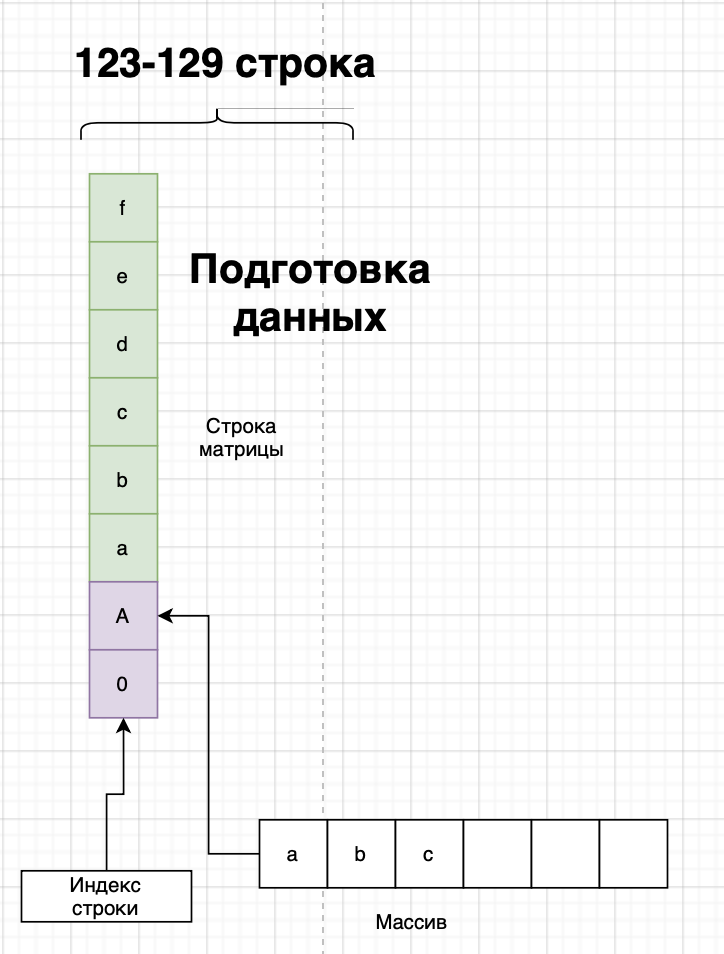 123-129 строка
f
e
Подготовка
данных
d
c
Строка
матрицы
b
a
A
0
a b c
Индекс
строки
Массив